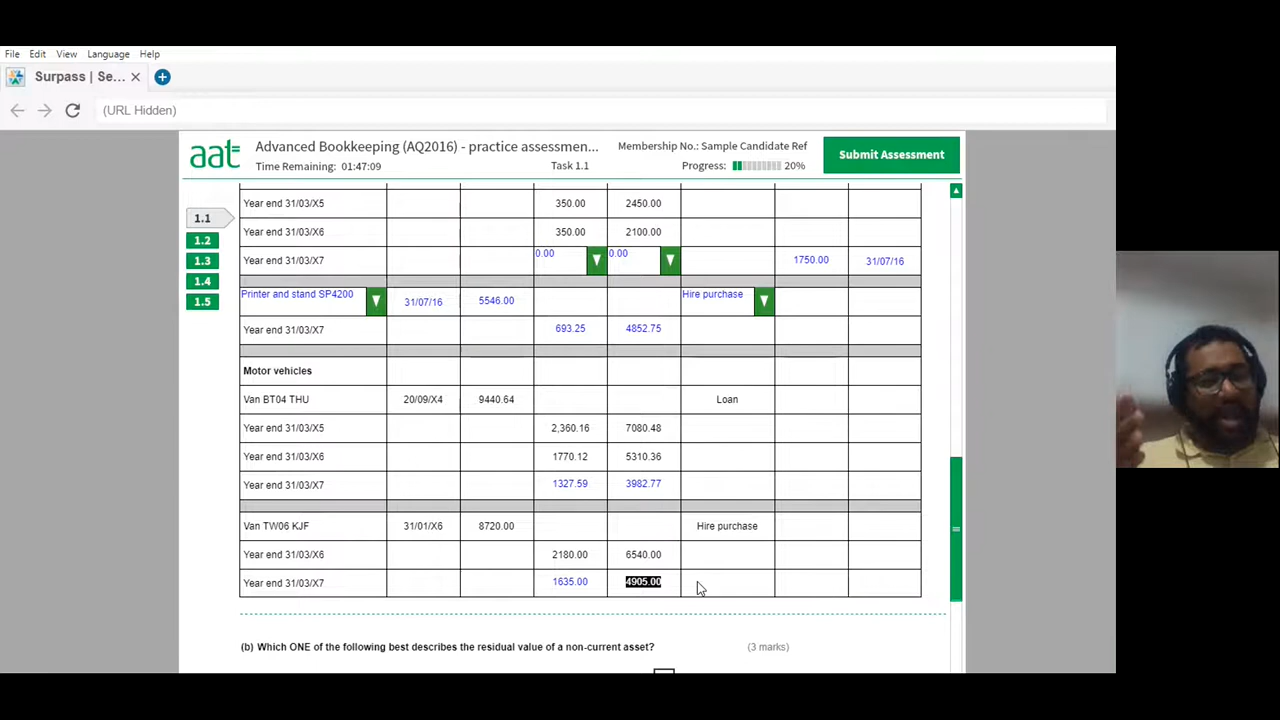 File Edit View Language Help
Surpass | Se...
(URL Hidden)
aat
Advanced Bookkeeping (AQ2016) - practice assessmen...
Membership No.: Sample Candidate Ref
Submit Assessment
Time Remaining: 01:47:09
Task 1.1
Progress: 20%
1.1
1.2
1.3
1.4
1.5
Year end 31/03/X5 350.00 2450.00
Year end 31/03/X6 350.00 2100.00
Year end 31/03/X7 0.00 0.00 1750.00 31/07/16
Printer and stand SP4200 31/07/16 5546.00 Hire purchase
Year end 31/03/X7 693.25 4852.75
Motor vehicles
Van BT04 THU 20/09/X4 9440.64 Loan
Year end 31/03/X5 2,360.16 7080.48
Year end 31/03/X6 1770.12 5310.36
Year end 31/03/X7 1327.59 3982.77
Van TW06 KJF 31/01/X6 8720.00 Hire purchase
Year end 31/03/X6 2180.00 6540.00
Year end 31/03/X7 1635.00 4905.00
(b) Which ONE of the following best describes the residual value of a non-current asset? (3 marks)